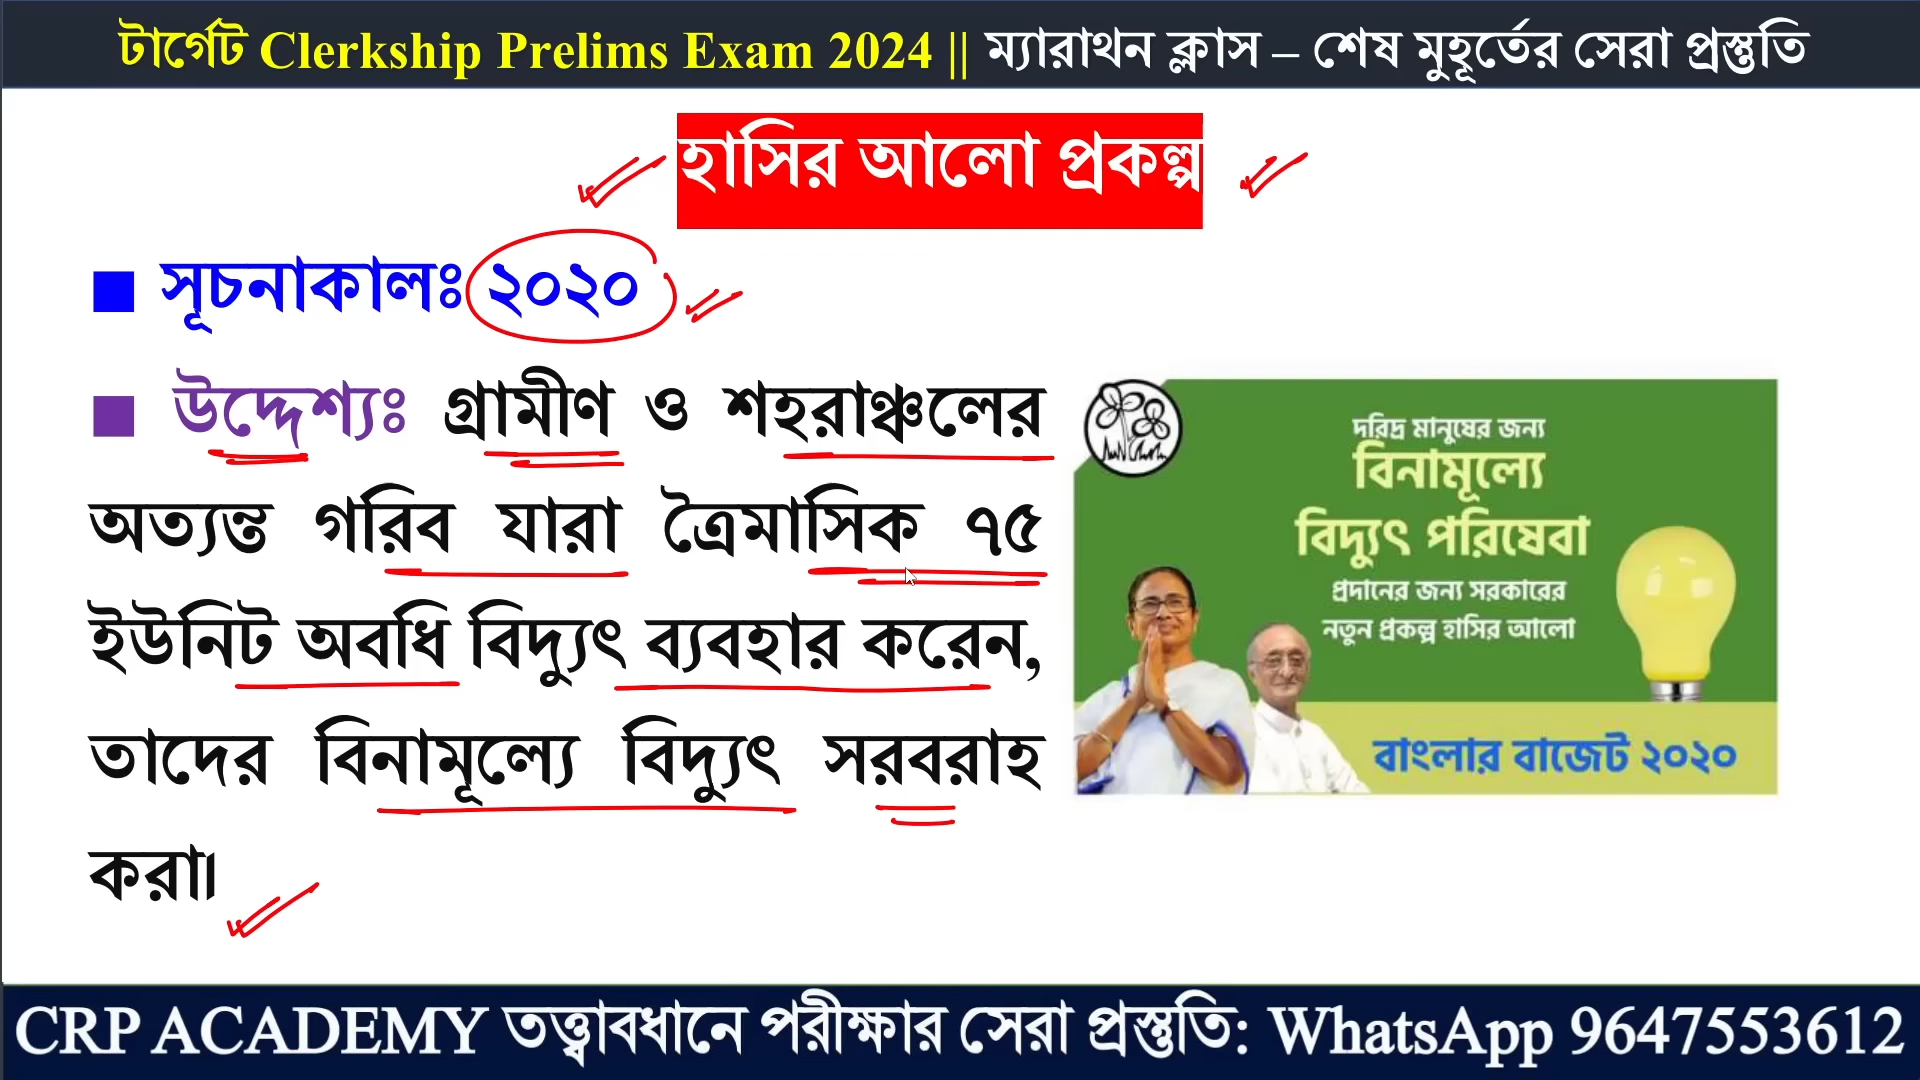 টার্গেট Clerkship Prelims Exam 2024 || ম্যারাথন ক্লাস – শেষ মুহূর্তের সেরা প্রস্তুতি
হাসির আলো প্রকল্প
■ সূচনাকালঃ ২০২০
■ উদ্দেশ্যঃ গ্রামীণ ও শহরাঞ্চলের
অত্যন্ত গরিব যারা ত্রৈমাসিক ৭৫
ইউনিট অবধি বিদ্যুৎ ব্যবহার করেন,
তাদের বিনামূল্যে বিদ্যুৎ সরবরাহ
করা।
দরিদ্র মানুষের জন্য
বিনামূল্যে
বিদ্যুৎ পরিষেবা
প্রদানের জন্য সরকারের
নতুন প্রকল্প হাসির আলো
বাংলার বাজেট ২০২০
CRP ACADEMY তত্ত্বাবধানে পরীক্ষার সেরা প্রস্তুতি: WhatsApp 9647553612